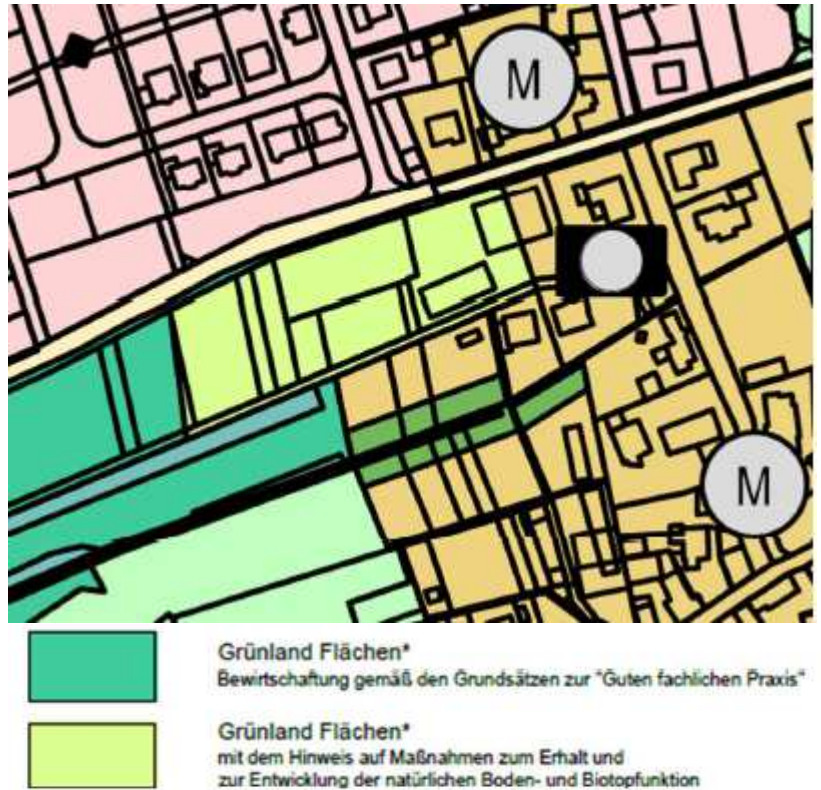 M
M
Grünland Flächen*
Bewirtschaftung gemäß den Grundsätzen zur "Guten fachlichen Praxis"
Grünland Flächen*
mit dem Hinweis auf Maßnahmen zum Erhalt und
zur Entwicklung der natürlichen Boden- und Biotopfunktion